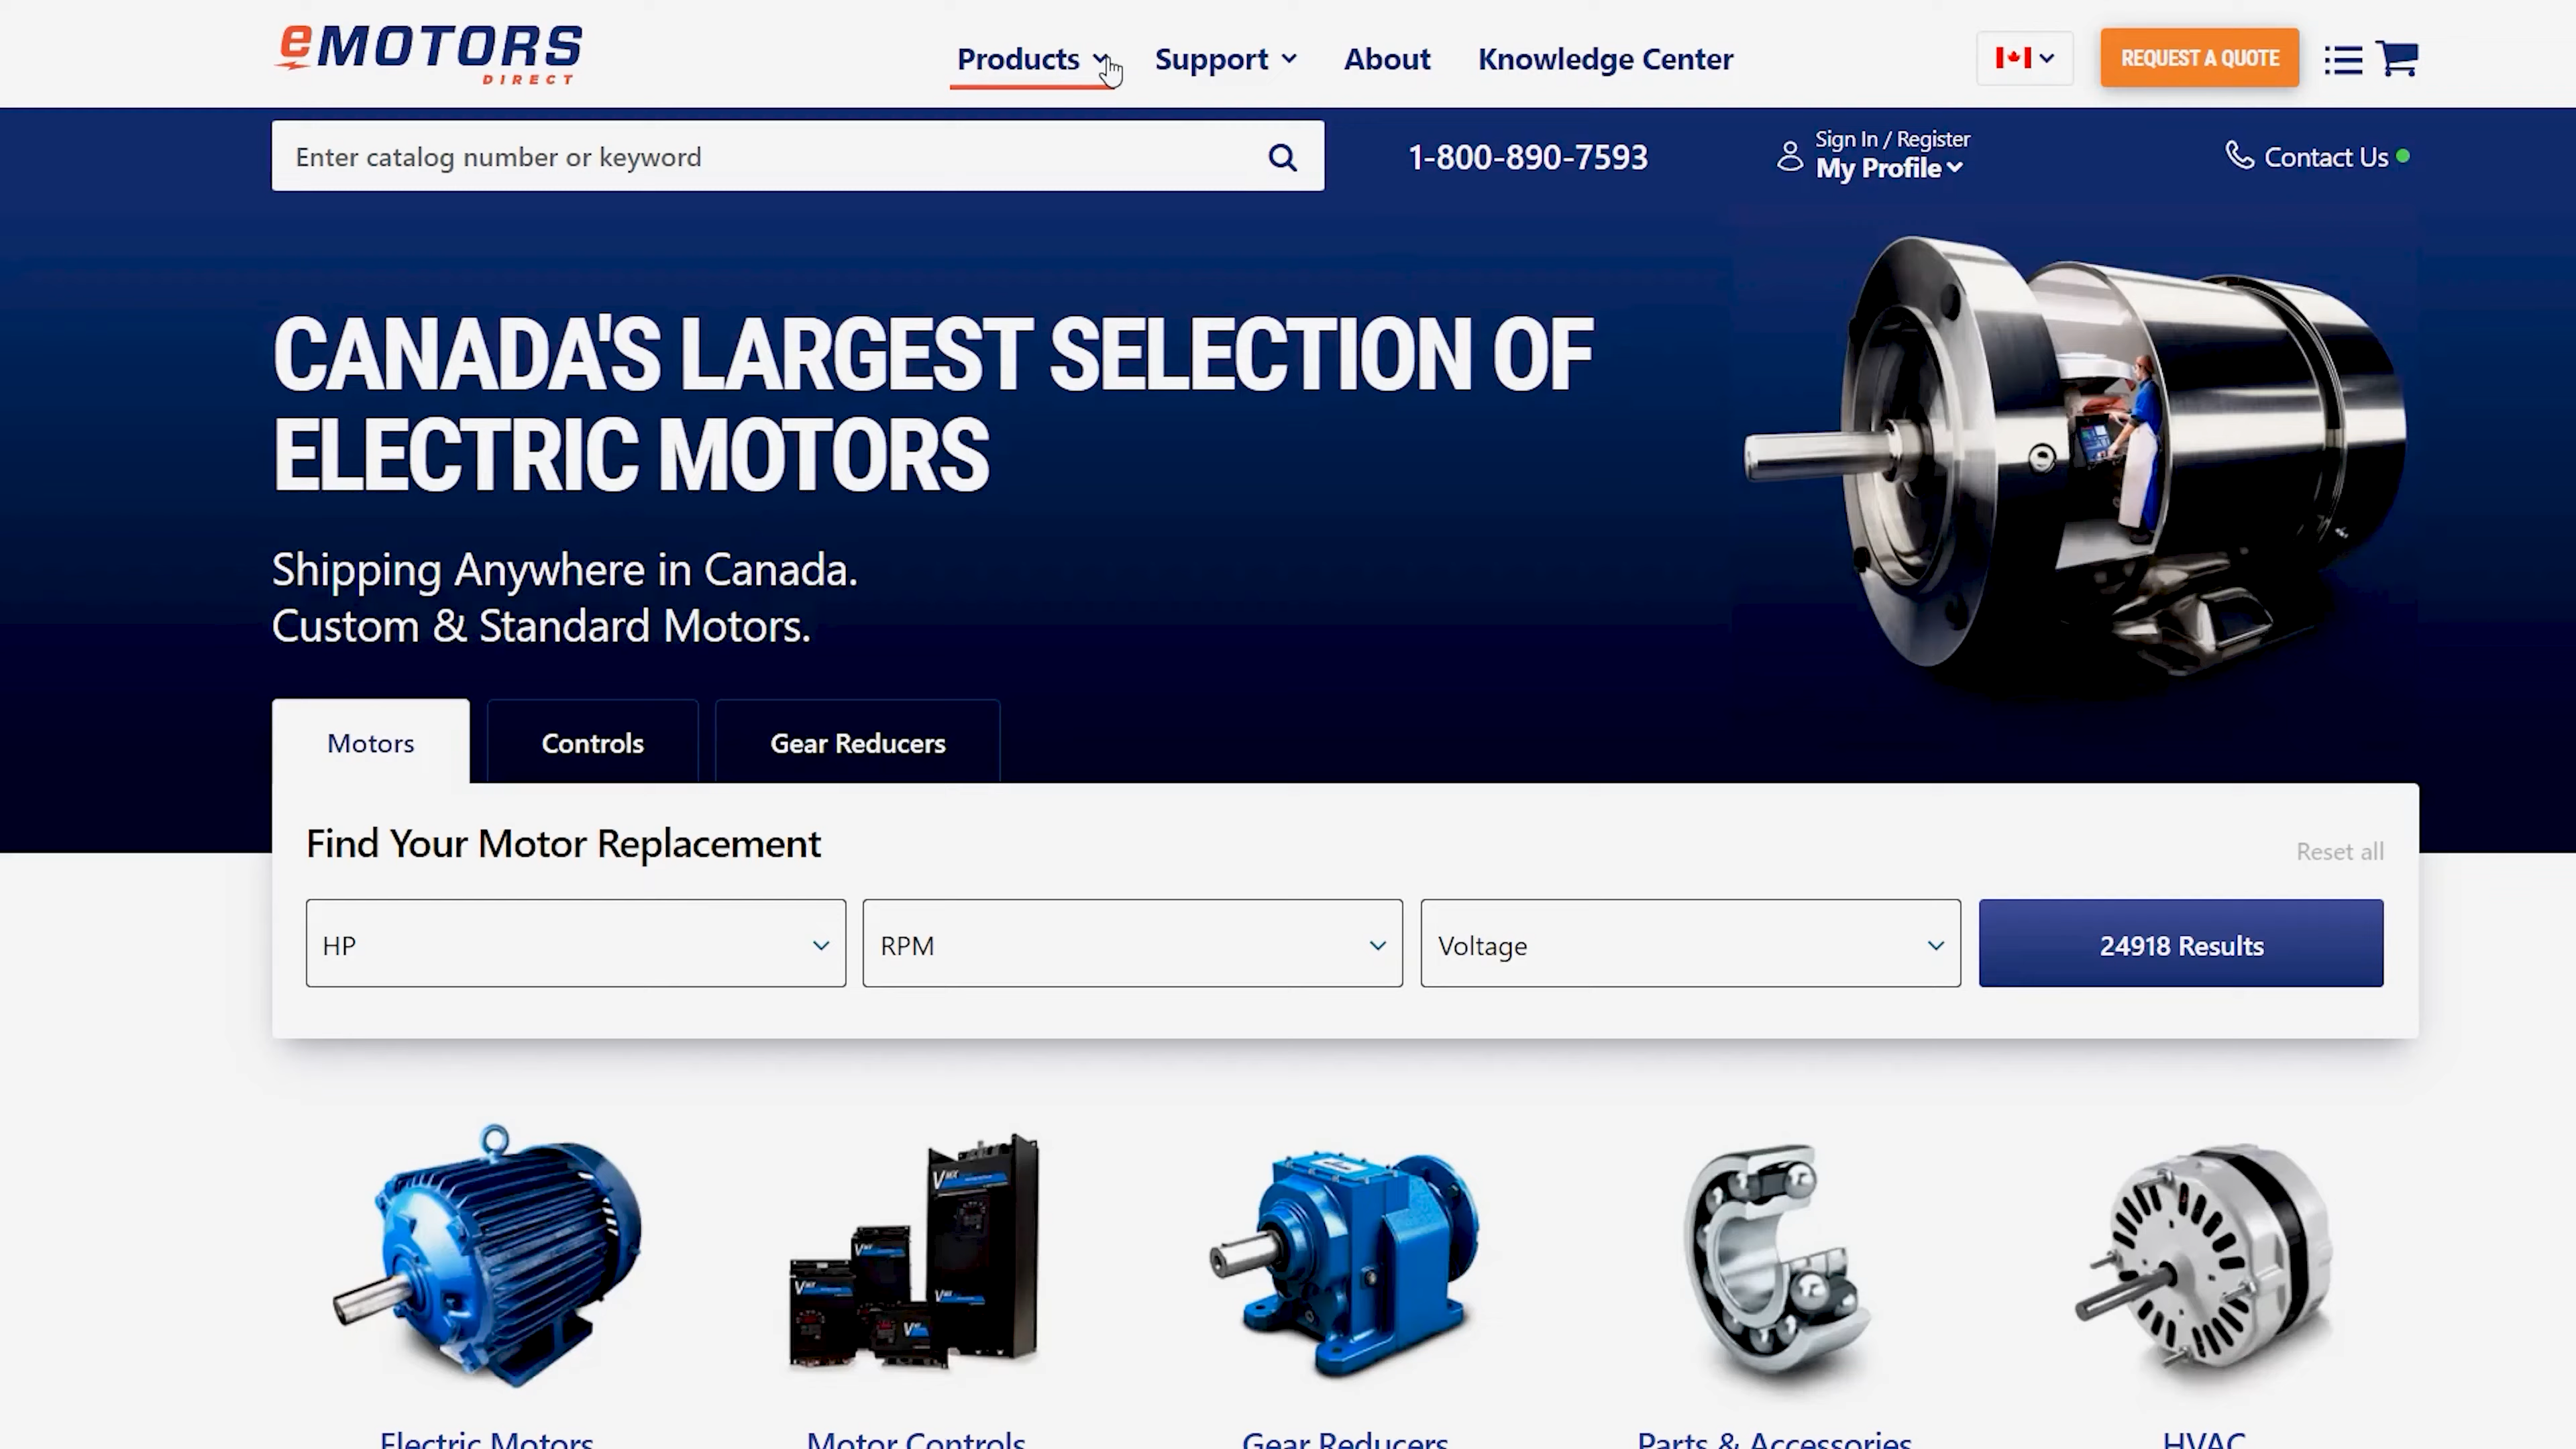 eMOTORS
DIRECT
Products
Support
About
Knowledge Center
REQUEST A QUOTE
Enter catalog number or keyword
1-800-890-7593
Sign In / Register
My Profile
Contact Us
CANADA'S LARGEST SELECTION OF
ELECTRIC MOTORS
Shipping Anywhere in Canada.
Custom & Standard Motors.
Motors
Controls
Gear Reducers
Find Your Motor Replacement
Reset all
HP
RPM
Voltage
24918 Results
Electric Motors
Motor Controls
Gear Reducers
Parts & Accessories
HVAC